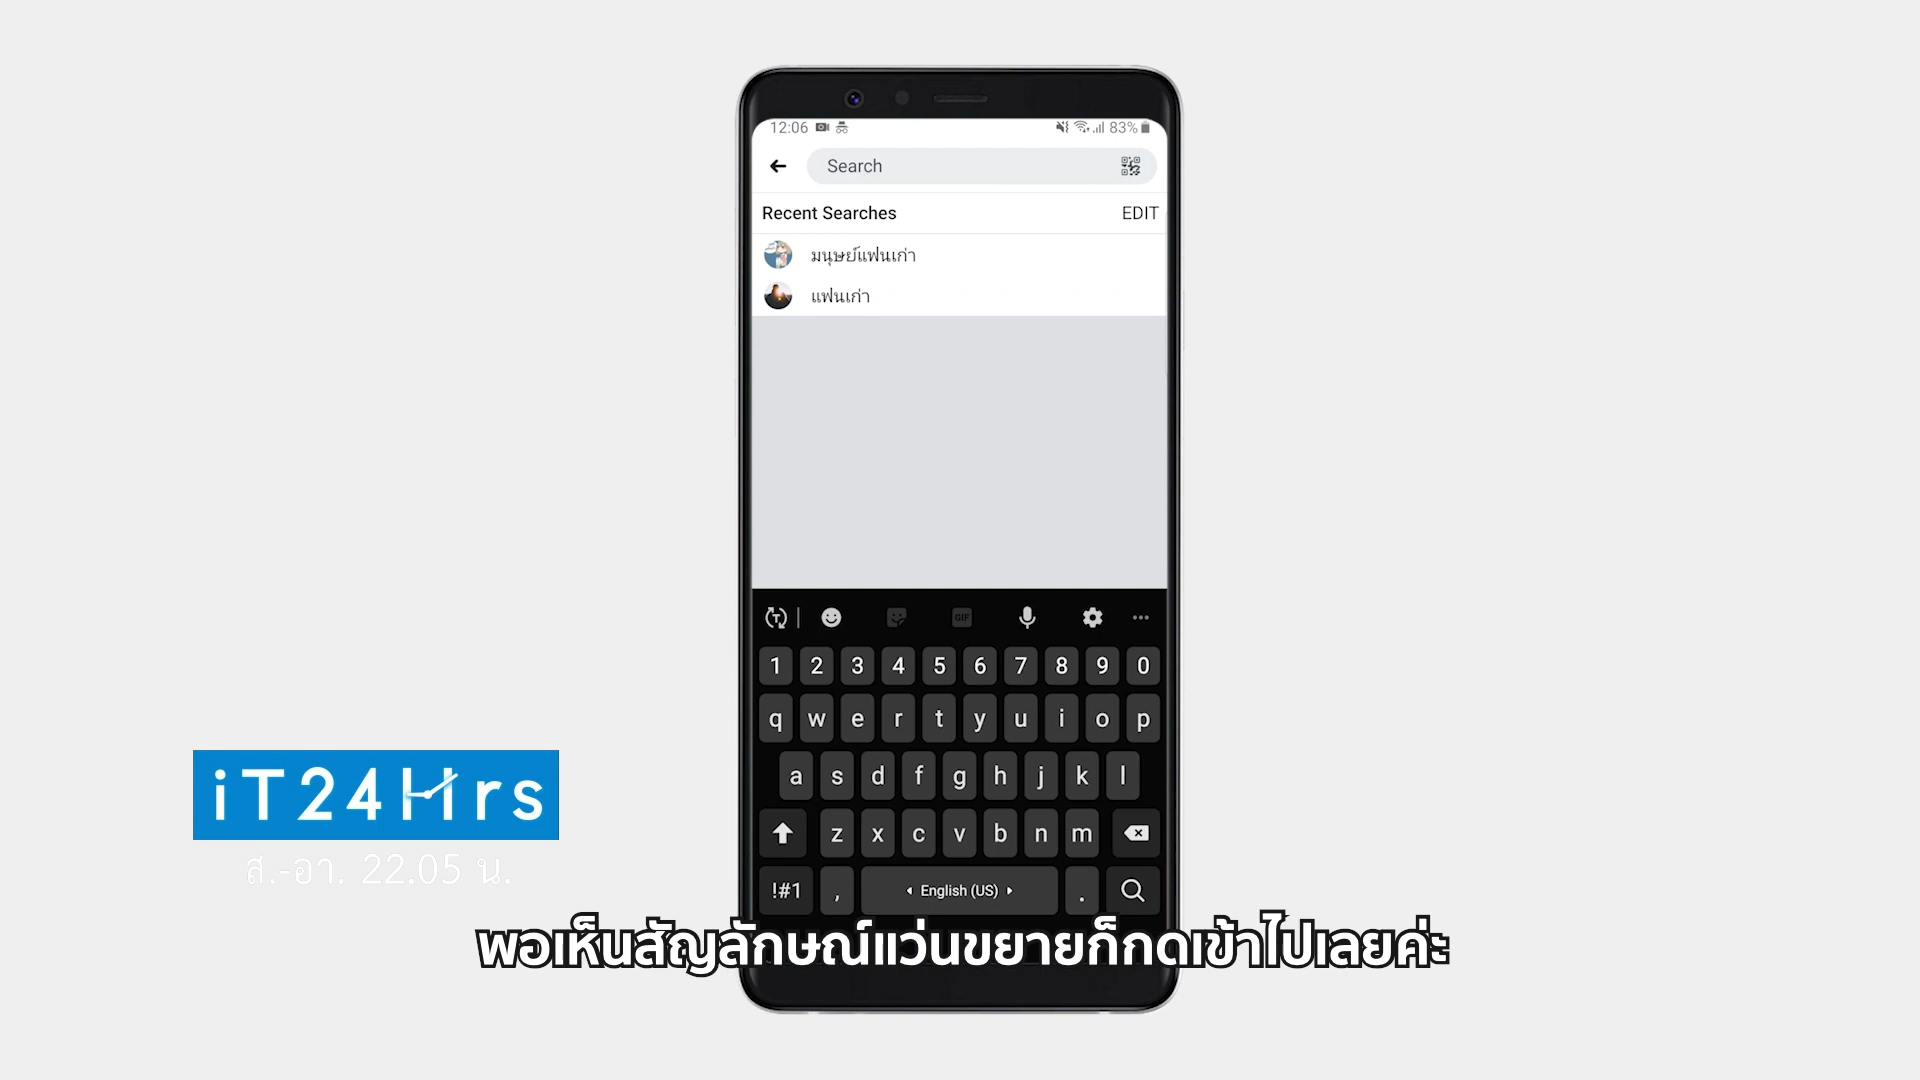 12:06 83%
Search
Recent Searches EDIT
มนุษย์แฟนเก่า
แฟนเก่า
GIF
1 2 3 4 5 6 7 8 9 0
q w e r t y u i o p
a s d f g h j k l
z x c v b n m
!#1 , English (US) .
iT24Hrs
ส.-อา. 22.05 น.
พอเห็นสัญลักษณ์แว่นขยายก็กดเข้าไปเลยค่ะ